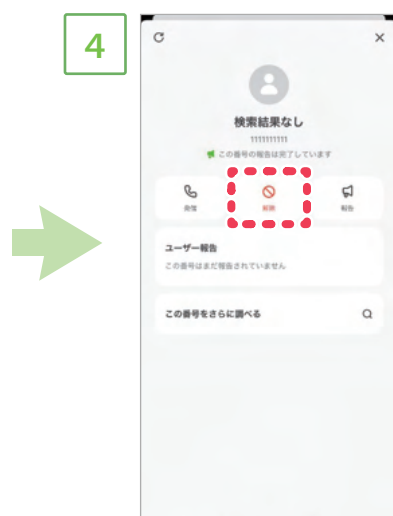 4
検索結果なし
1111111111
この番号の報告は完了しています
発信
解除
報告
ユーザー報告
この番号はまだ報告されていません
この番号をさらに調べる